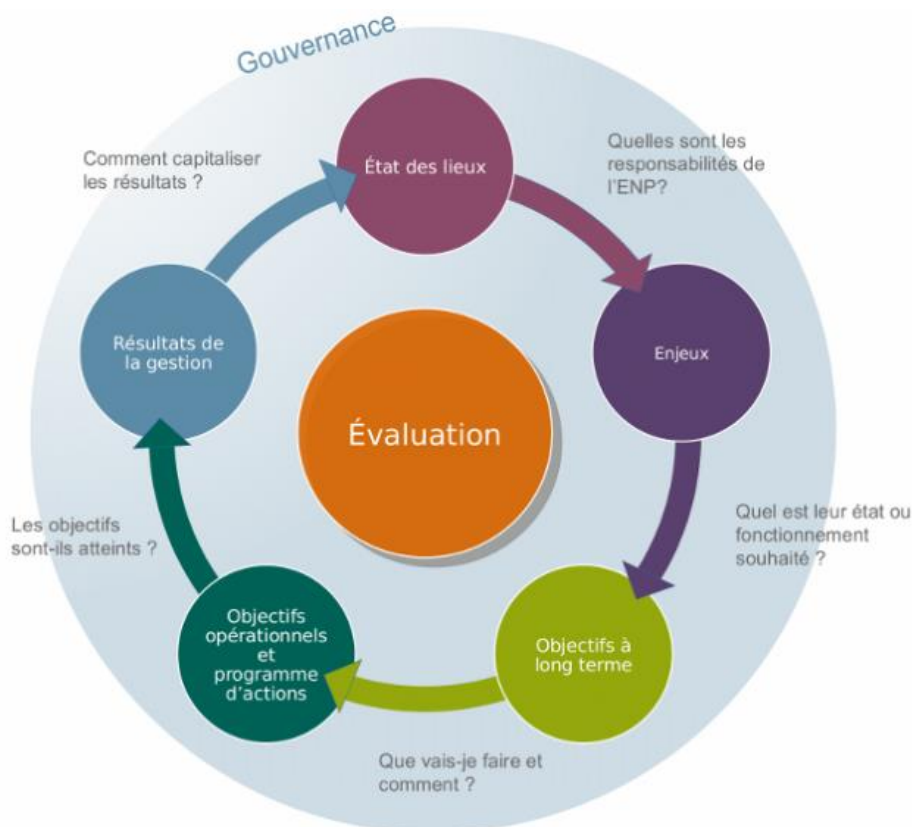 Gouvernance
État des lieux
Quelles sont les
responsabilités de
l'ENP?
Enjeux
Quel est leur état ou
fonctionnement
souhaité ?
Objectifs à
long terme
Que vais-je faire et
comment ?
Objectifs
opérationnels
et
programme
d'actions
Les objectifs
sont-ils atteints ?
Résultats de
la gestion
Comment capitaliser
les résultats ?
Évaluation